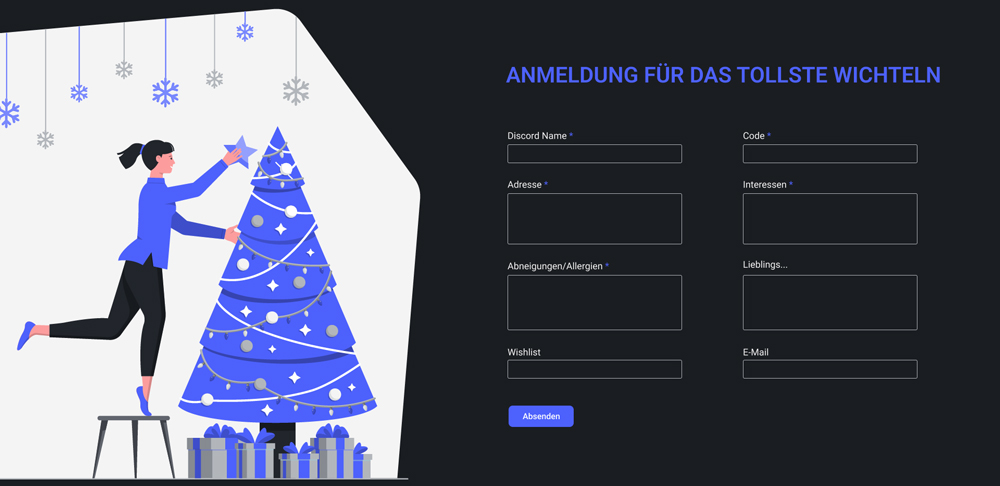 ANMELDUNG FÜR DAS TOLLSTE WICHTELN
Discord Name *
Code *
Adresse *
Interessen *
Abneigungen/Allergien *
Lieblings...
Wishlist
E-Mail
Absenden